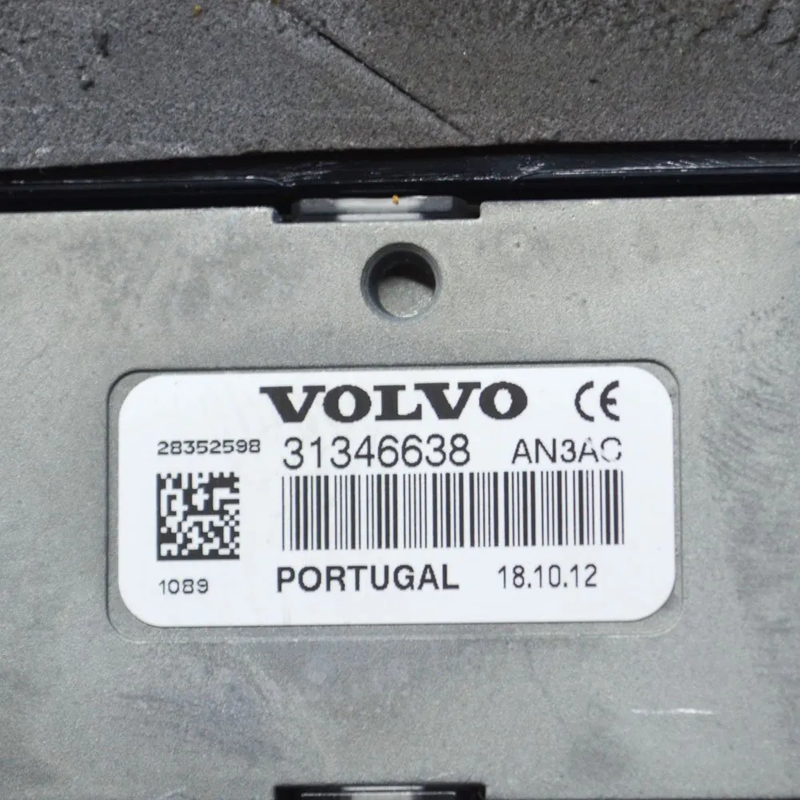 VOLVO CE
28352598 31346638 AN3AC
1089 PORTUGAL 18.10.12